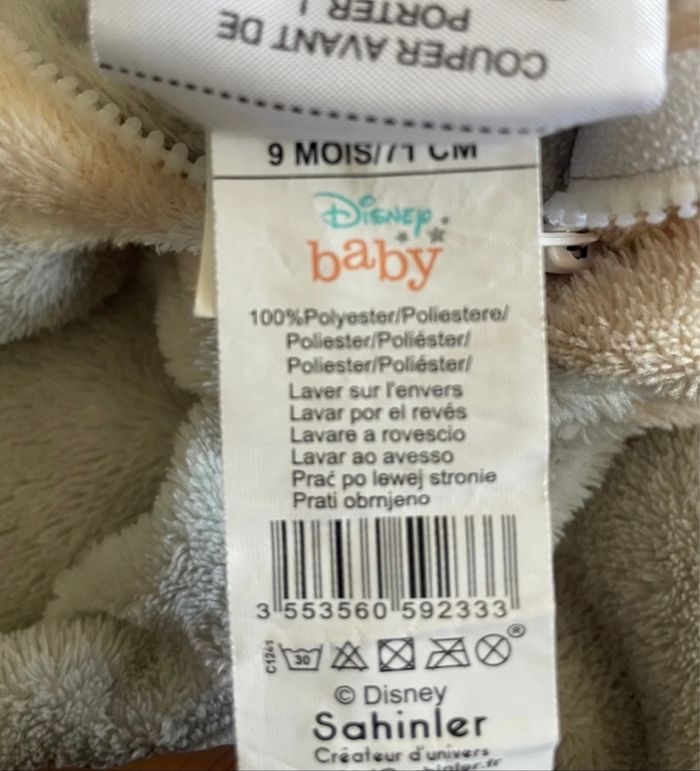 COUPER AVANT DE
PORTER !
9 MOIS/71 CM
Disney
baby
100%Polyester/Poliestere/
Poliester/Poliéster/
Poliester/Poliéster/
Laver sur l'envers
Lavar por el revés
Lavare a rovescio
Lavar ao avesso
Prać po lewej stronie
Prati obrnjeno
3 553560 592333
C1241
30
®
© Disney
Sahinler
Créateur d'univers